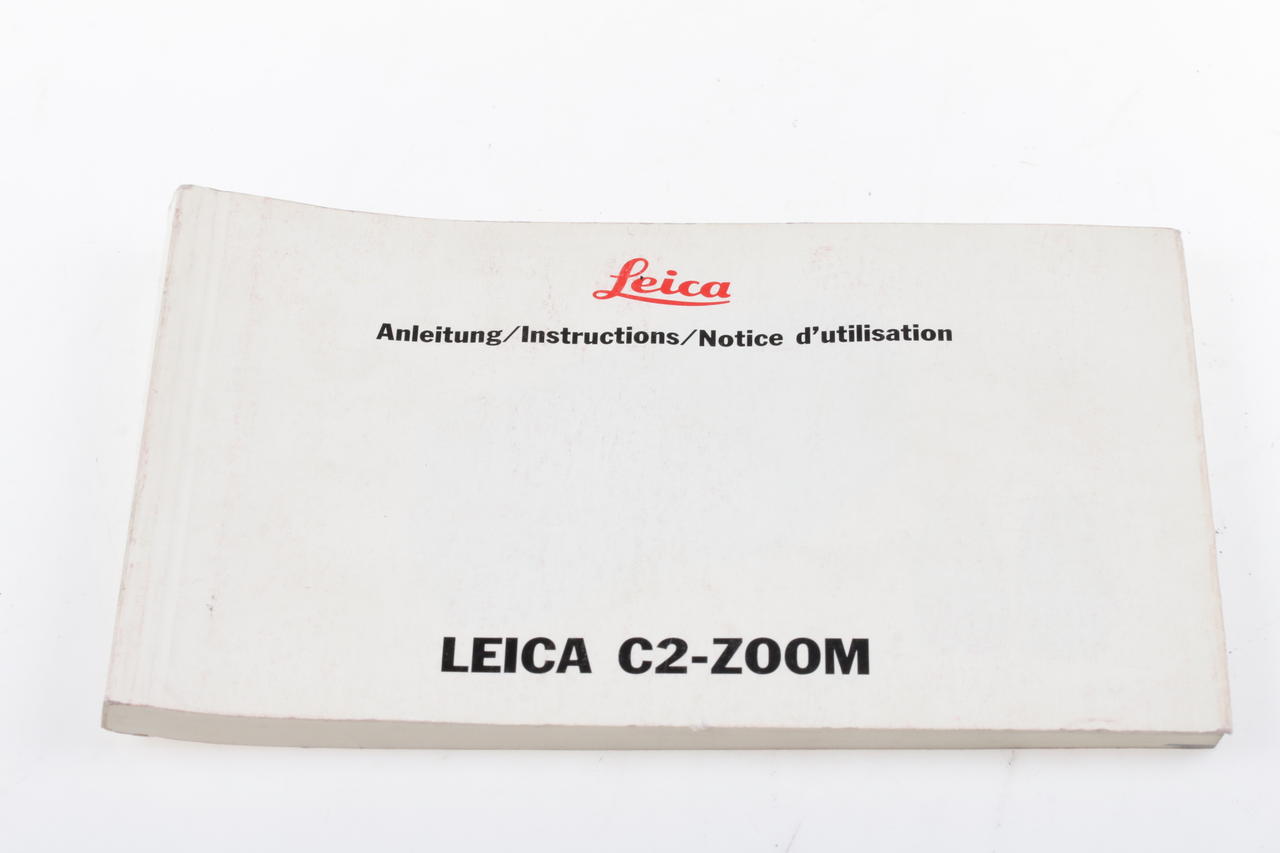 Leica
Anleitung/Instructions/Notice d'utilisation
LEICA C2-ZOOM